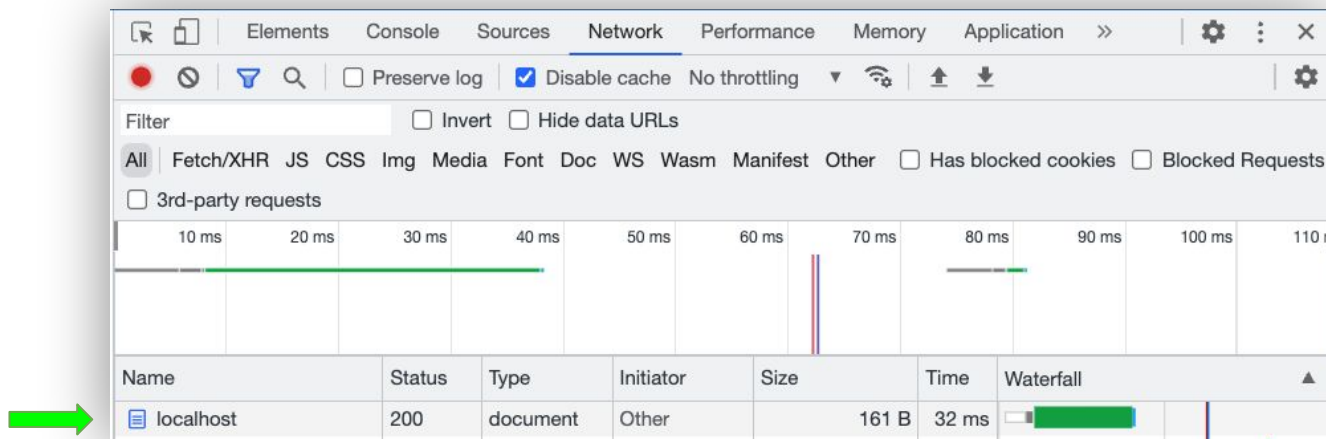 Elements Console Sources Network Performance Memory Application »
Preserve log Disable cache No throttling
Filter Invert Hide data URLs
All Fetch/XHR JS CSS Img Media Font Doc WS Wasm Manifest Other Has blocked cookies Blocked Requests
3rd-party requests
10 ms 20 ms 30 ms 40 ms 50 ms 60 ms 70 ms 80 ms 90 ms 100 ms 110
Name Status Type Initiator Size Time Waterfall
localhost 200 document Other 161 B 32 ms